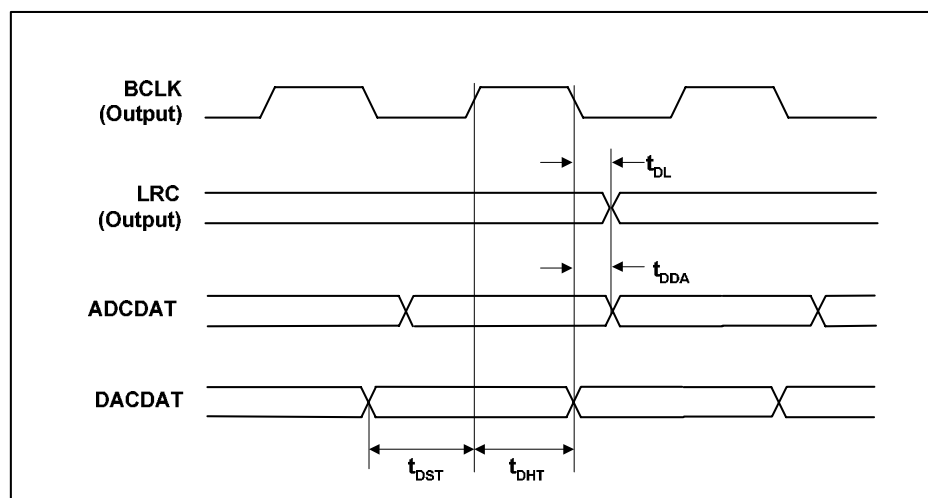 BCLK
(Output)
t_DL
LRC
(Output)
t_DDA
ADCDAT
DACDAT
t_DST
t_DHT